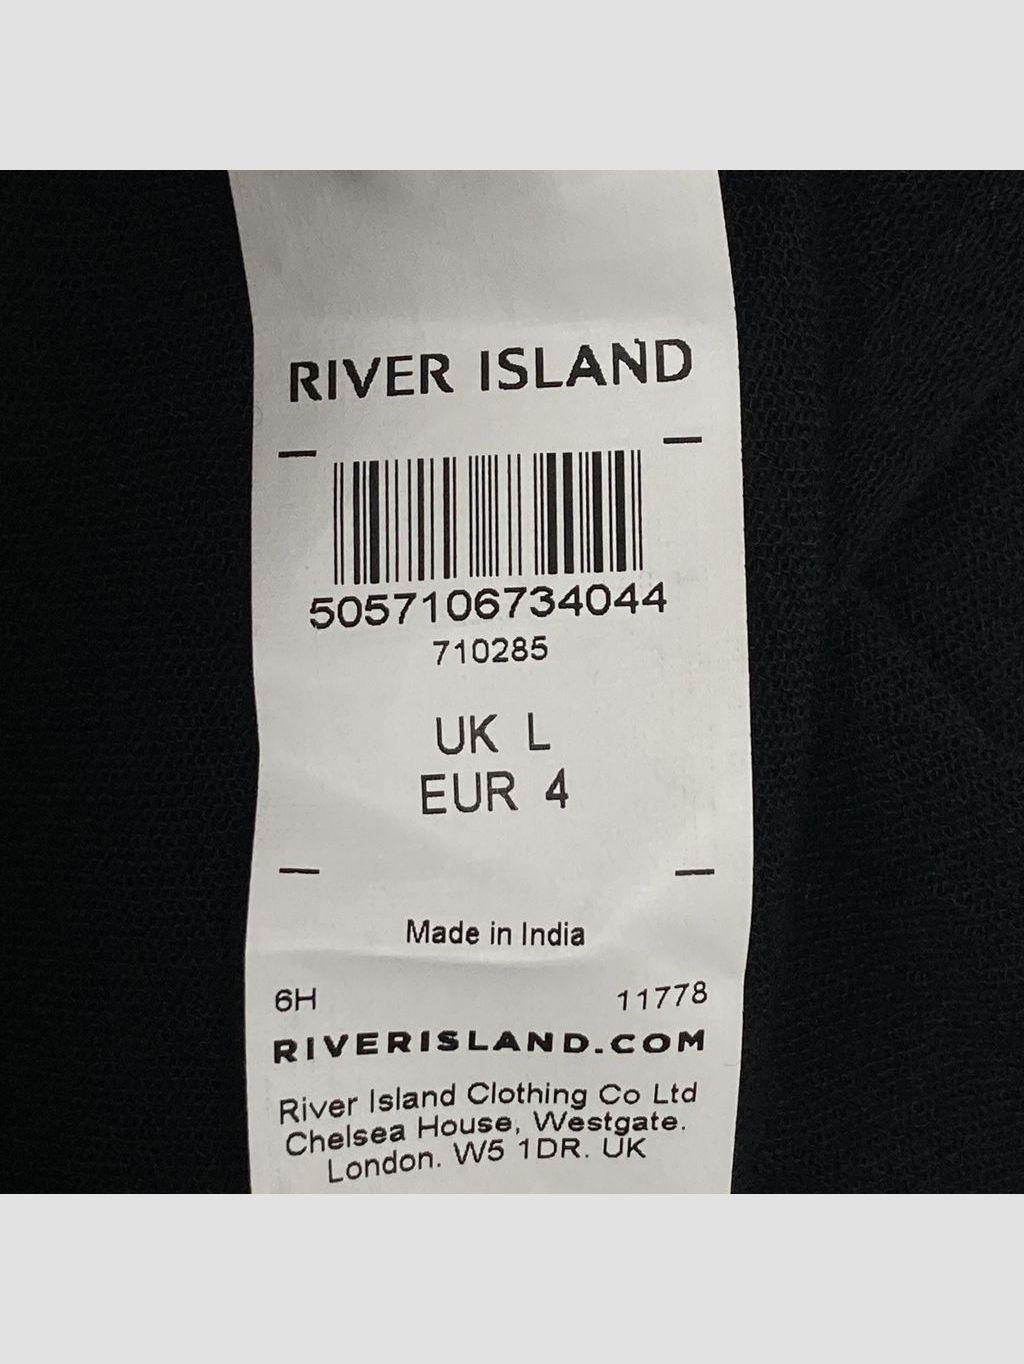 RIVER ISLAND
5057106734044
710285
UK L
EUR 4
Made in India
6H 11778
RIVERISLAND.COM
River Island Clothing Co Ltd
Chelsea House, Westgate.
London. W5 1DR. UK